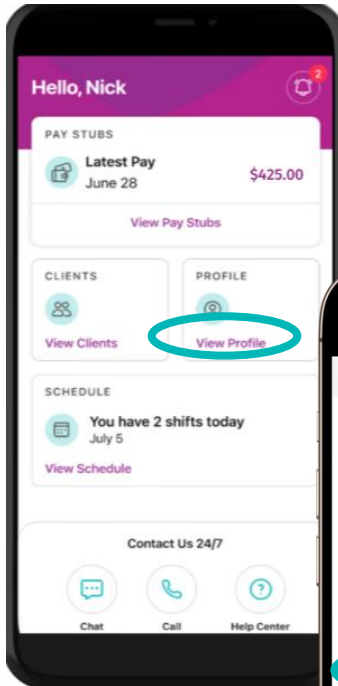 Hello, Nick
2
PAY STUBS
Latest Pay
June 28
$425.00
View Pay Stubs
CLIENTS
View Clients
PROFILE
View Profile
SCHEDULE
You have 2 shifts today
July 5
View Schedule
Contact Us 24/7
Chat
Call
Help Center